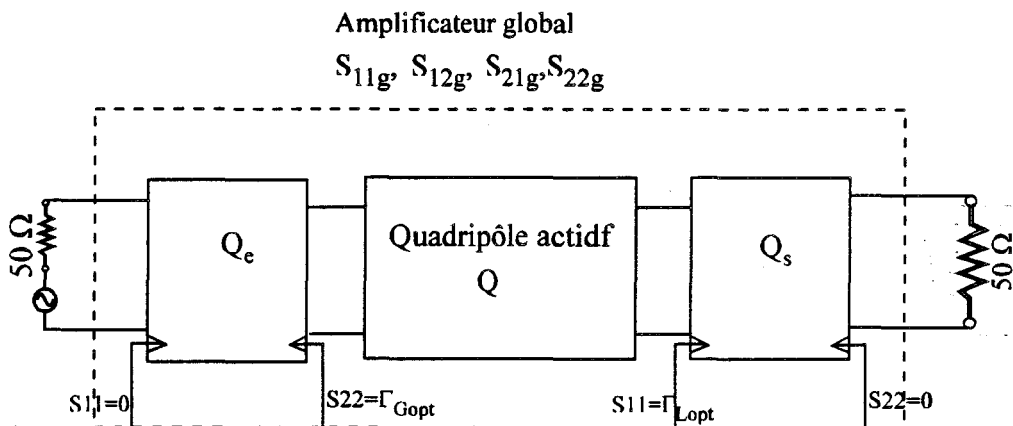 Amplificateur global
S11g, S12g, S21g,S22g
50 Ω
Qe
Quadripôle actidf
Q
Qs
50 Ω
S11=0
S22=ΓGopt
S11=ΓLopt
S22=0